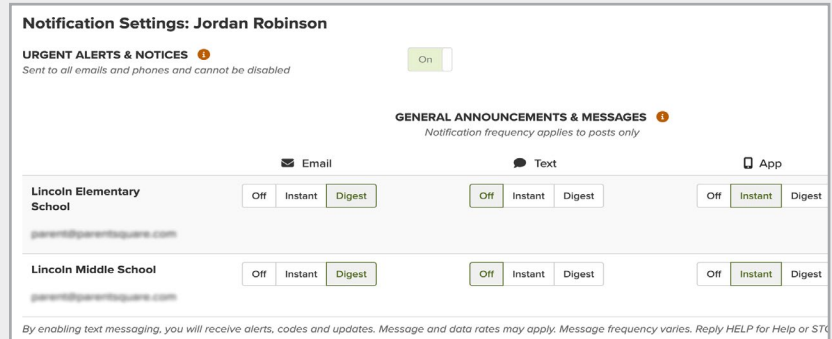 Notification Settings: Jordan Robinson
URGENT ALERTS & NOTICES
Sent to all emails and phones and cannot be disabled
On
GENERAL ANNOUNCEMENTS & MESSAGES
Notification frequency applies to posts only
Email Text App
Lincoln Elementary
School
Off Instant Digest Off Instant Digest Off Instant Digest
parent@parentsquare.com
Lincoln Middle School Off Instant Digest Off Instant Digest Off Instant Digest
parent@parentsquare.com
By enabling text messaging, you will receive alerts, codes and updates. Message and data rates may apply. Message frequency varies. Reply HELP for Help or